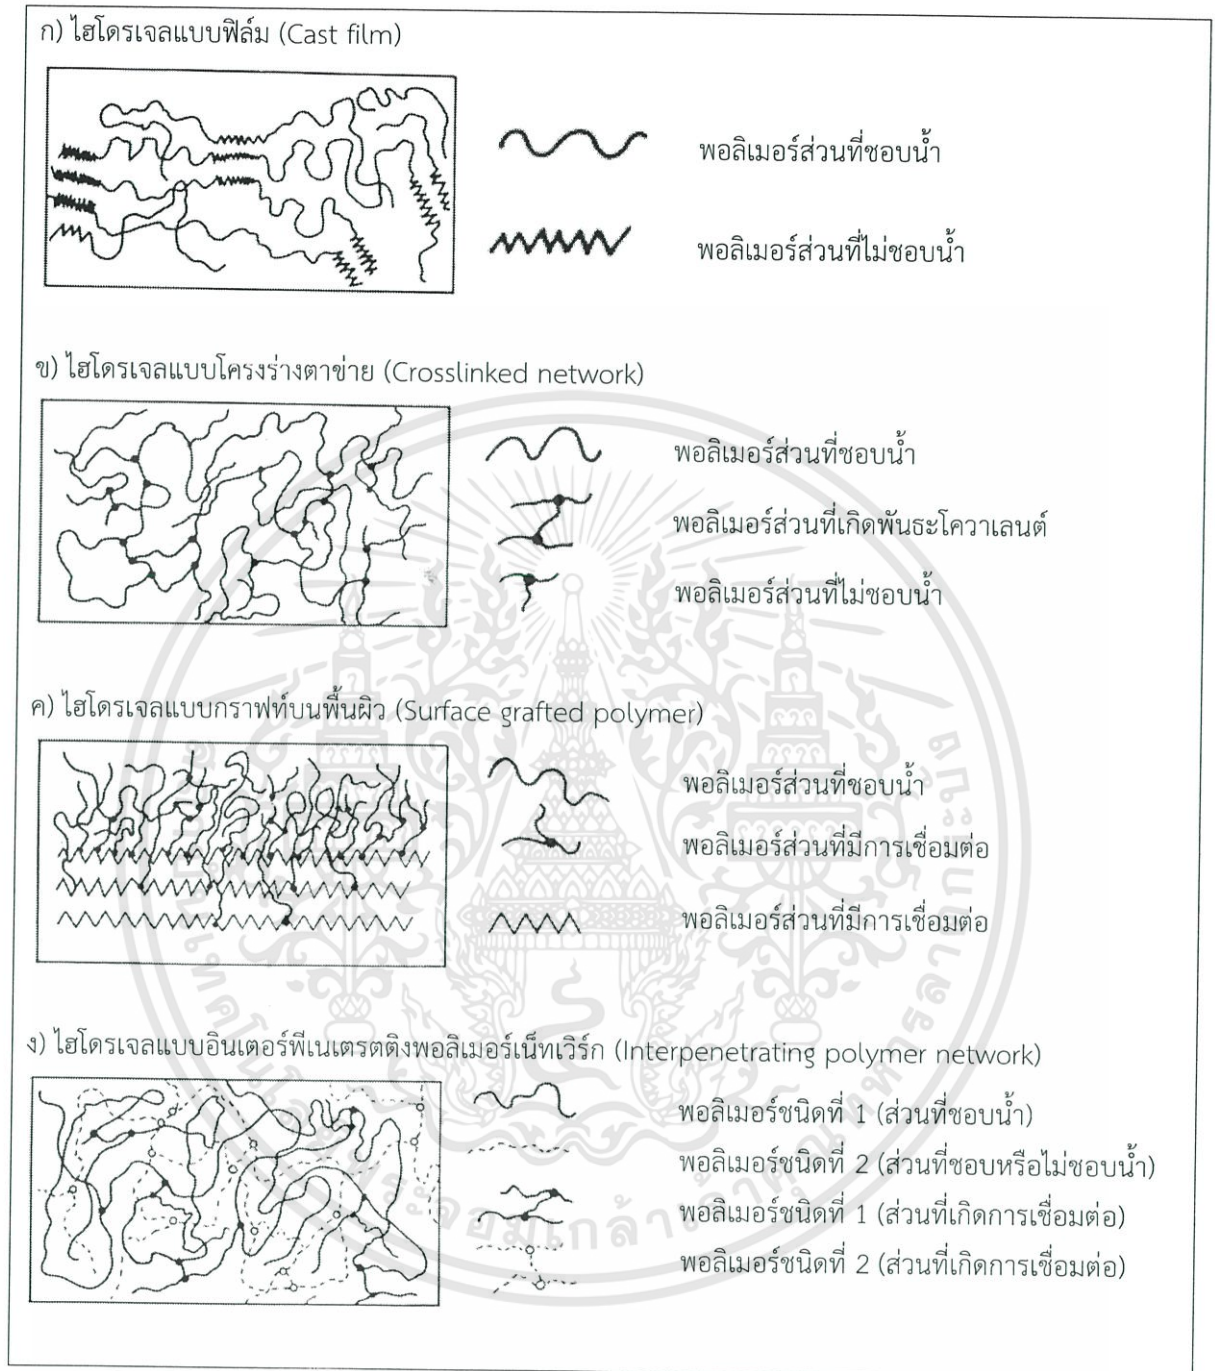 ก) ไฮโดรเจลแบบฟิล์ม (Cast film)
พอลิเมอร์ส่วนที่ชอบน้ำ
พอลิเมอร์ส่วนที่ไม่ชอบน้ำ
ข) ไฮโดรเจลแบบโครงร่างตาข่าย (Crosslinked network)
พอลิเมอร์ส่วนที่ชอบน้ำ
พอลิเมอร์ส่วนที่เกิดพันธะโควาเลนต์
พอลิเมอร์ส่วนที่ไม่ชอบน้ำ
ค) ไฮโดรเจลแบบกราฟท์บนพื้นผิว (Surface grafted polymer)
พอลิเมอร์ส่วนที่ชอบน้ำ
พอลิเมอร์ส่วนที่มีการเชื่อมต่อ
พอลิเมอร์ส่วนที่มีการเชื่อมต่อ
ง) ไฮโดรเจลแบบอินเตอร์พีเนเตรตติงพอลิเมอร์เน็ทเวิร์ก (Interpenetrating polymer network)
พอลิเมอร์ชนิดที่ 1 (ส่วนที่ชอบน้ำ)
พอลิเมอร์ชนิดที่ 2 (ส่วนที่ชอบหรือไม่ชอบน้ำ)
พอลิเมอร์ชนิดที่ 1 (ส่วนที่เกิดการเชื่อมต่อ)
พอลิเมอร์ชนิดที่ 2 (ส่วนที่เกิดการเชื่อมต่อ)